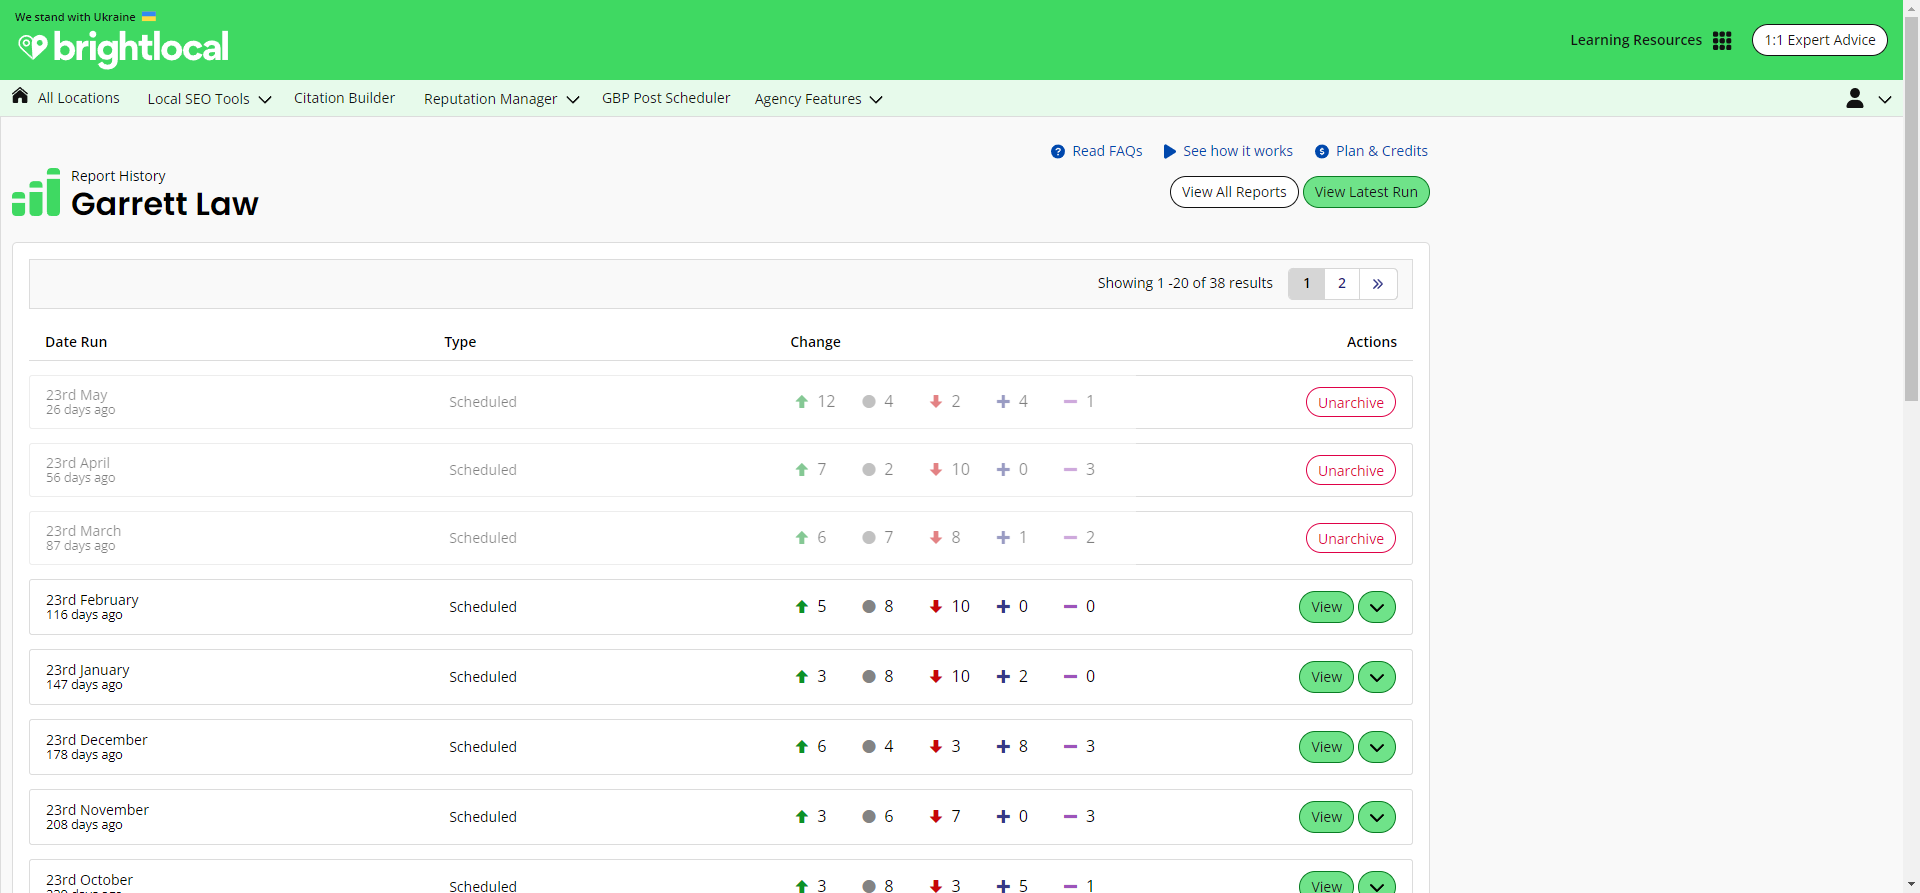 We stand with Ukraine
brightlocal
Learning Resources
1:1 Expert Advice
All Locations
Local SEO Tools
Citation Builder
Reputation Manager
GBP Post Scheduler
Agency Features
Read FAQs
See how it works
Plan & Credits
Report History
Garrett Law
View All Reports
View Latest Run
Showing 1 -20 of 38 results
1 2 »
Date Run Type Change Actions
23rd May
26 days ago
Scheduled 12 4 2 4 1 Unarchive
23rd April
56 days ago
Scheduled 7 2 10 0 3 Unarchive
23rd March
87 days ago
Scheduled 6 7 8 1 2 Unarchive
23rd February
116 days ago
Scheduled 5 8 10 0 0 View
23rd January
147 days ago
Scheduled 3 8 10 2 0 View
23rd December
178 days ago
Scheduled 6 4 3 8 3 View
23rd November
208 days ago
Scheduled 3 6 7 0 3 View
23rd October
Scheduled 3 8 3 5 1 View